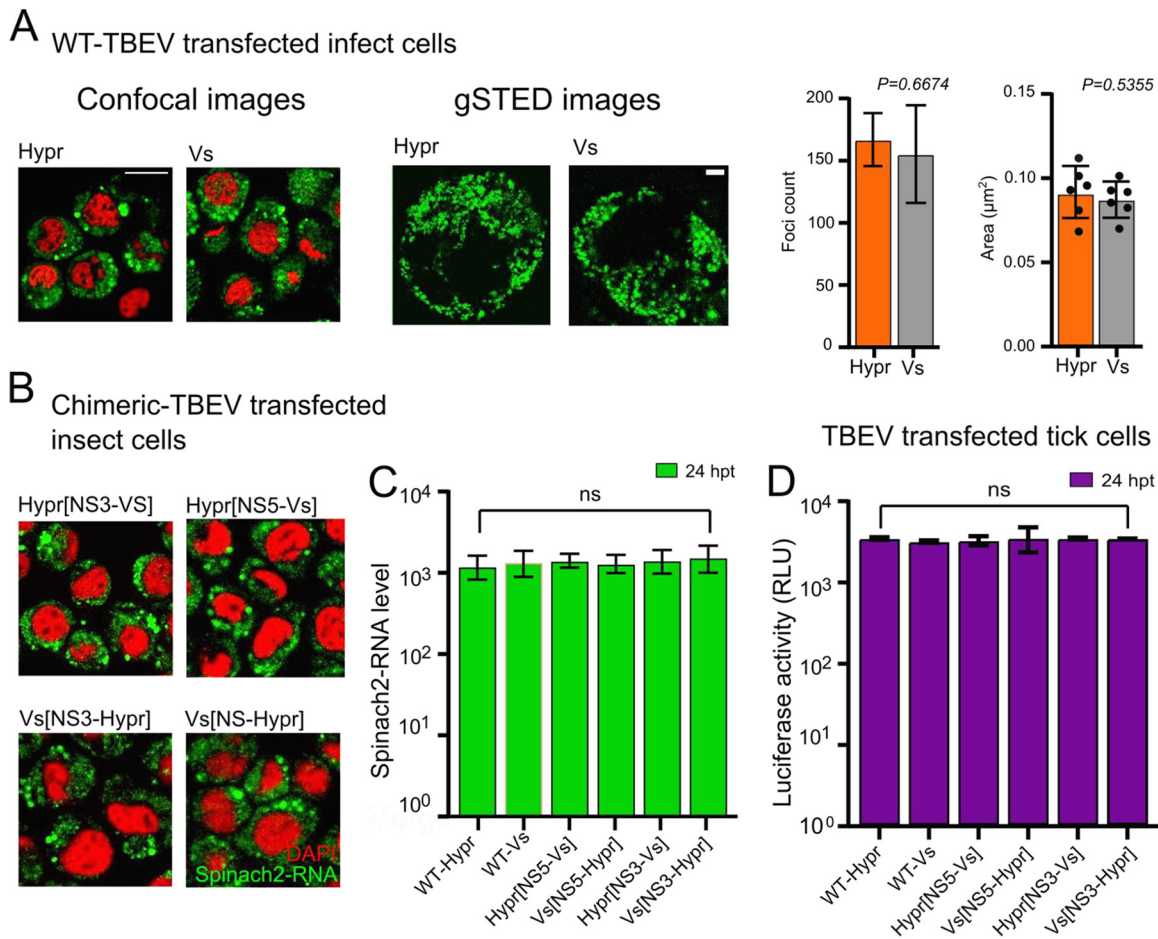 A WT-TBEV transfected infect cells
Confocal images
gSTED images
Hypr
Vs
Hypr
Vs
P=0.6674
200
150
100
50
0
Foci count
Hypr
Vs
P=0.5355
0.15
0.10
0.05
0.00
Area (µm²)
Hypr
Vs
B Chimeric-TBEV transfected
insect cells
Hypr[NS3-VS]
Hypr[NS5-Vs]
Vs[NS3-Hypr]
Vs[NS-Hypr]
DAPI
Spinach2-RNA
C
24 hpt
ns
10⁴
10³
10²
10¹
10⁰
Spinach2-RNA level
WT-Hypr
WT-Vs
Hypr[NS5-Vs]
Vs[NS5-Hypr]
Hypr[NS3-Vs]
Vs[NS3-Hypr]
TBEV transfected tick cells
D
24 hpt
ns
10⁴
10³
10²
10¹
10⁰
Luciferase activity (RLU)
WT-Hypr
WT-Vs
Hypr[NS5-Vs]
Vs[NS5-Hypr]
Hypr[NS3-Vs]
Vs[NS3-Hypr]